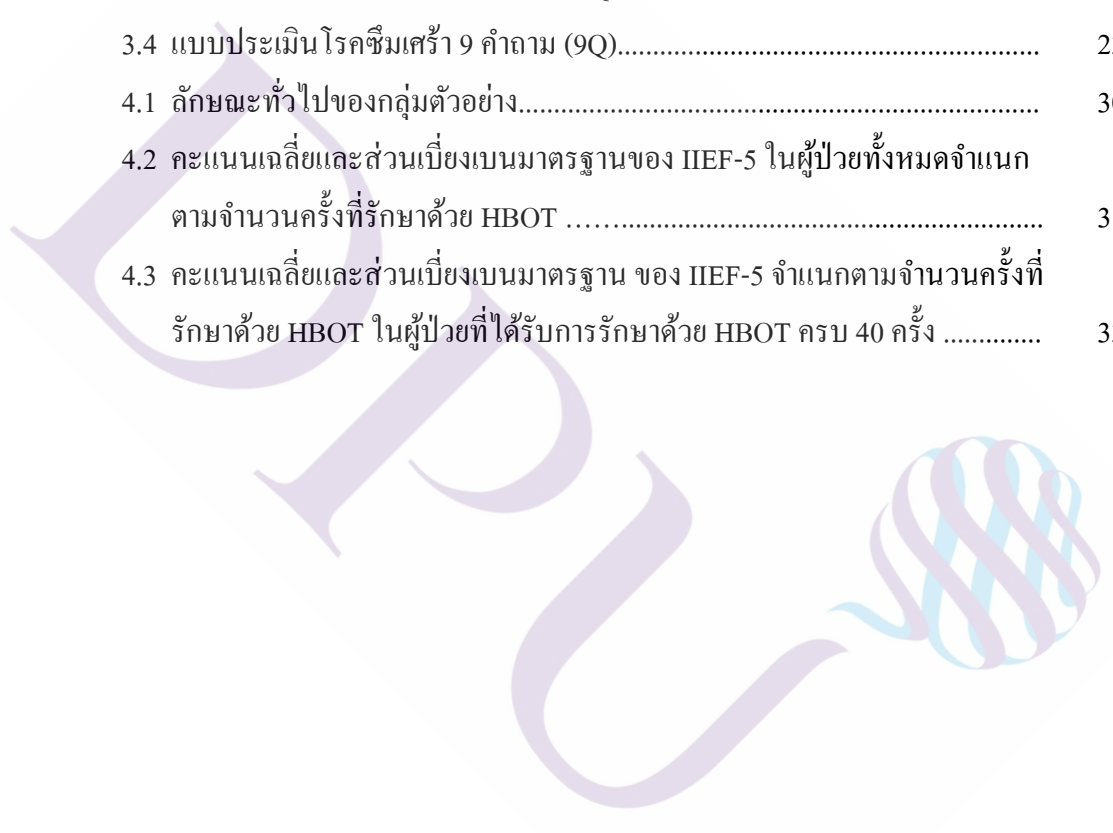 3.4 แบบประเมินโรคซึมเศร้า 9 คำถาม (9Q)............................................................... 2
4.1 ลักษณะทั่วไปของกลุ่มตัวอย่าง............................................................................... 3
4.2 คะแนนเฉลี่ยและส่วนเบี่ยงเบนมาตรฐานของ IIEF-5 ในผู้ป่วยทั้งหมดจำแนก
ตามจำนวนครั้งที่รักษาด้วย HBOT ……............................................................... 3
4.3 คะแนนเฉลี่ยและส่วนเบี่ยงเบนมาตรฐาน ของ IIEF-5 จำแนกตามจำนวนครั้งที่
รักษาด้วย HBOT ในผู้ป่วยที่ได้รับการรักษาด้วย HBOT ครบ 40 ครั้ง .............. 3
DPU